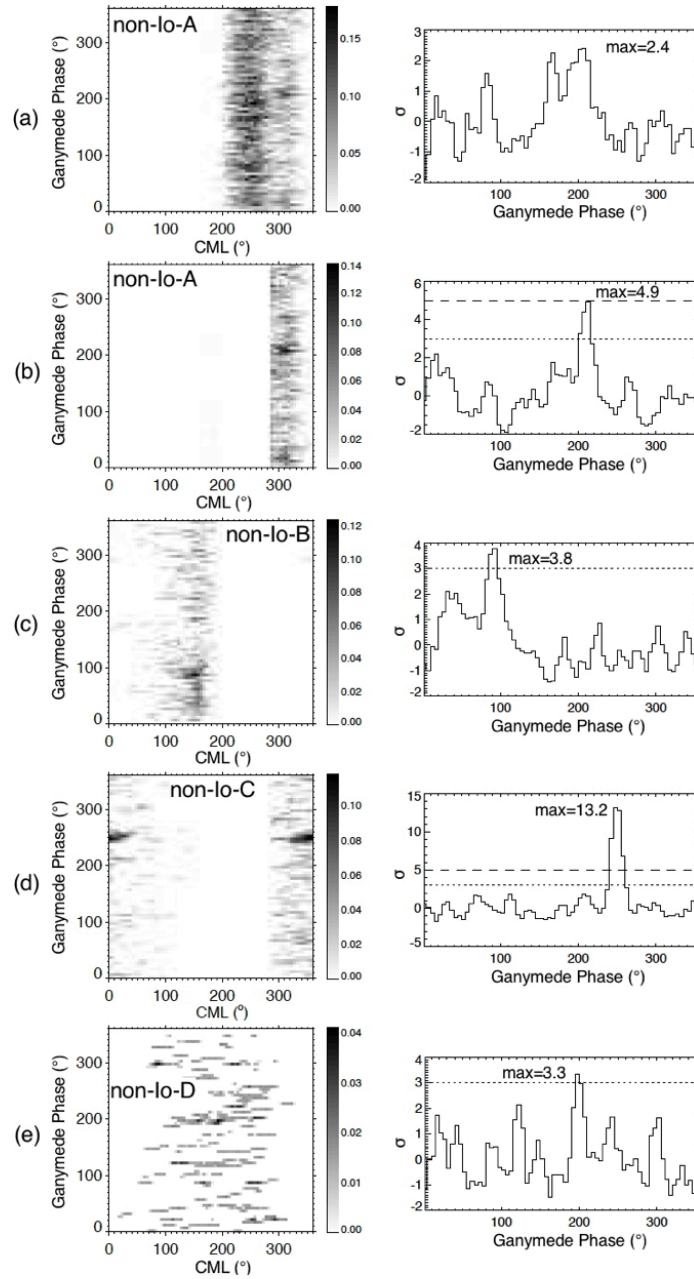 (a)
non-Io-A
Ganymede Phase (°)
300
200
100
0
0 100 200 300
CML (°)
0.15
0.10
0.05
0.00
max=2.4
σ
3
2
1
0
-1
-2
100 200 300
Ganymede Phase (°)
(b)
non-Io-A
Ganymede Phase (°)
300
200
100
0
0 100 200 300
CML (°)
0.14
0.12
0.10
0.08
0.06
0.04
0.02
0.00
max=4.9
σ
6
5
4
2
0
-2
100 200 300
Ganymede Phase (°)
(c)
non-Io-B
Ganymede Phase (°)
300
200
100
0
0 100 200 300
CML (°)
0.12
0.10
0.08
0.06
0.04
0.02
0.00
max=3.8
σ
4
3
2
1
0
-1
-2
100 200 300
Ganymede Phase (°)
(d)
non-Io-C
Ganymede Phase (°)
300
200
100
0
0 100 200 300
CML (°)
0.10
0.08
0.06
0.04
0.02
0.00
max=13.2
σ
15
10
5
0
-5
100 200 300
Ganymede Phase (°)
(e)
non-Io-D
Ganymede Phase (°)
300
200
100
0
0 100 200 300
CML (°)
0.04
0.03
0.02
0.01
0.00
max=3.3
σ
4
3
2
1
0
-1
-2
100 200 300
Ganymede Phase (°)